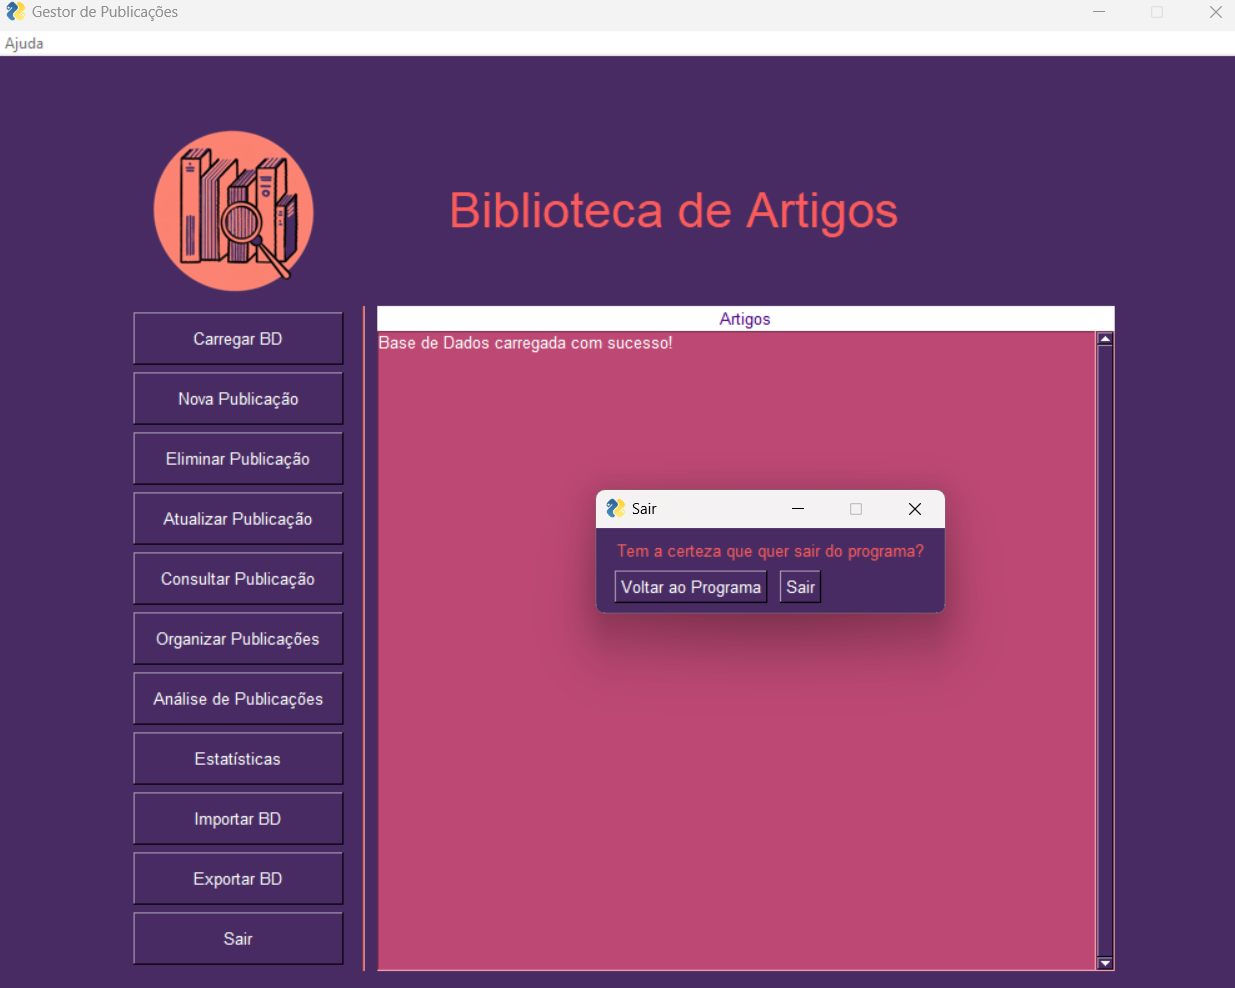 Gestor de Publicações
Ajuda
Biblioteca de Artigos
Carregar BD
Nova Publicação
Eliminar Publicação
Atualizar Publicação
Consultar Publicação
Organizar Publicações
Análise de Publicações
Estatísticas
Importar BD
Exportar BD
Sair
Artigos
Base de Dados carregada com sucesso!
Sair
Tem a certeza que quer sair do programa?
Voltar ao Programa
Sair